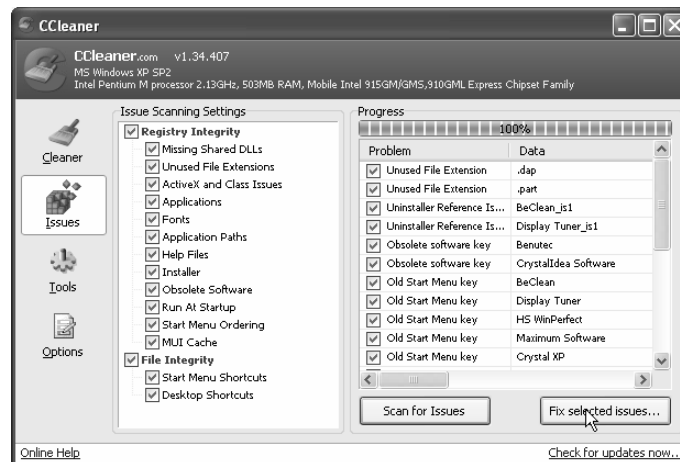 CCleaner
CCleaner.com v1.34.407
MS Windows XP SP2
Intel Pentium M processor 2.13GHz, 503MB RAM, Mobile Intel 915GM/GMS,910GML Express Chipset Family
Cleaner
Issues
Tools
Options
Issue Scanning Settings
Registry Integrity
Missing Shared DLLs
Unused File Extensions
ActiveX and Class Issues
Applications
Fonts
Application Paths
Help Files
Installer
Obsolete Software
Run At Startup
Start Menu Ordering
MUI Cache
File Integrity
Start Menu Shortcuts
Desktop Shortcuts
Progress
100%
Problem Data
Unused File Extension .dap
Unused File Extension .part
Uninstaller Reference Is... BeClean_is1
Uninstaller Reference Is... Display Tuner_is1
Obsolete software key Benutec
Obsolete software key CrystalIdea Software
Old Start Menu key BeClean
Old Start Menu key Display Tuner
Old Start Menu key HS WinPerfect
Old Start Menu key Maximum Software
Old Start Menu key Crystal XP
Scan for Issues
Fix selected issues...
Online Help
Check for updates now...